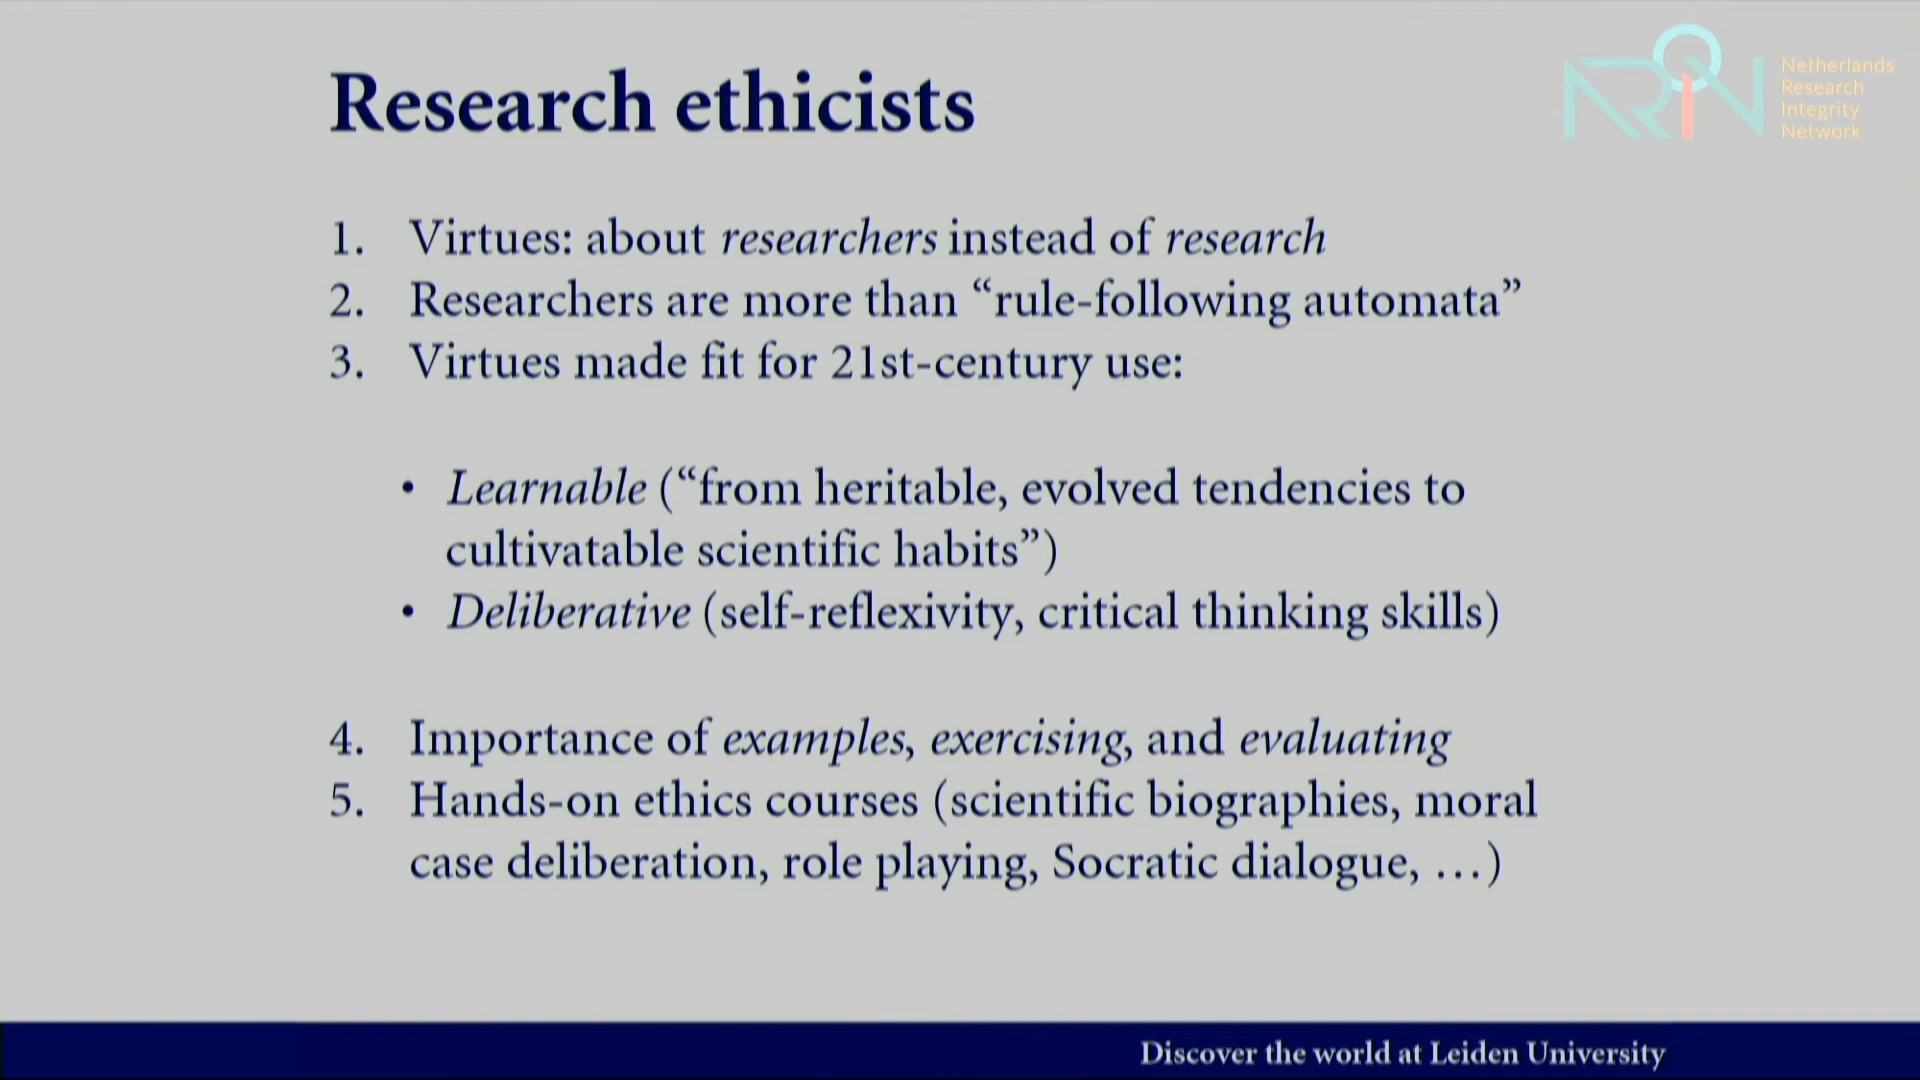 Research ethicists
NRIN
Netherlands
Research
Integrity
Network
1. Virtues: about researchers instead of research
2. Researchers are more than “rule-following automata”
3. Virtues made fit for 21st-century use:
• Learnable (“from heritable, evolved tendencies to
cultivatable scientific habits”)
• Deliberative (self-reflexivity, critical thinking skills)
4. Importance of examples, exercising, and evaluating
5. Hands-on ethics courses (scientific biographies, moral
case deliberation, role playing, Socratic dialogue, …)
Discover the world at Leiden University